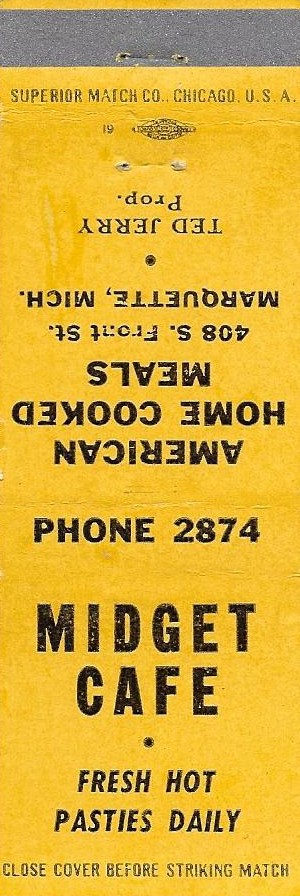 SUPERIOR MATCH CO., CHICAGO, U.S.A.
19
AMERICAN
HOME COOKED
MEALS
408 S. Front St.
MARQUETTE, MICH.
•
TED JERRY
Prop.
PHONE 2874
MIDGET
CAFE
•
FRESH HOT
PASTIES DAILY
CLOSE COVER BEFORE STRIKING MATCH